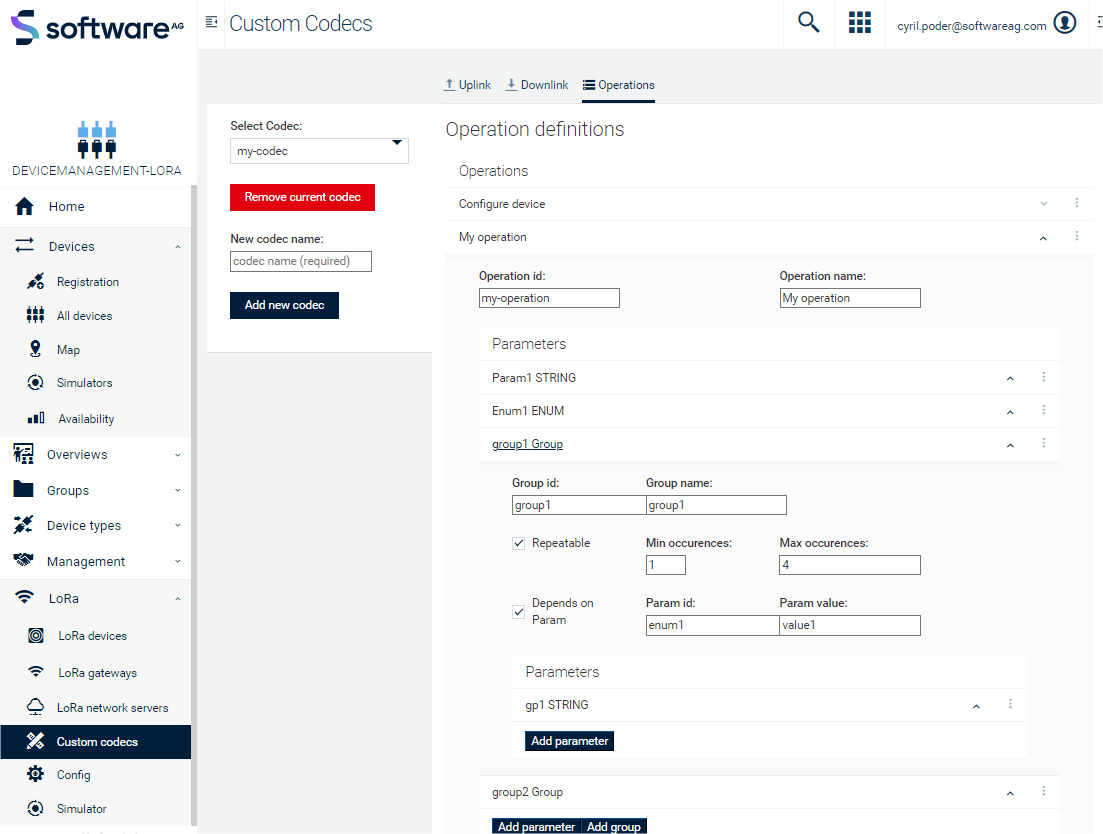 software AG
Custom Codecs
cyril.poder@softwareag.com
DEVICEMANAGEMENT-LORA
Home
Devices
Registration
All devices
Map
Simulators
Availability
Overviews
Groups
Device types
Management
LoRa
LoRa devices
LoRa gateways
LoRa network servers
Custom codecs
Config
Simulator
Select Codec:
my-codec
Remove current codec
New codec name:
codec name (required)
Add new codec
Uplink Downlink Operations
Operation definitions
Operations
Configure device
My operation
Operation id: Operation name:
my-operation My operation
Parameters
Param1 STRING
Enum1 ENUM
group1 Group
Group id: Group name:
group1 group1
Repeatable Min occurences: Max occurences:
1 4
Depends on Param Param id: Param value:
enum1 value1
Parameters
gp1 STRING
Add parameter
group2 Group
Add parameter Add group